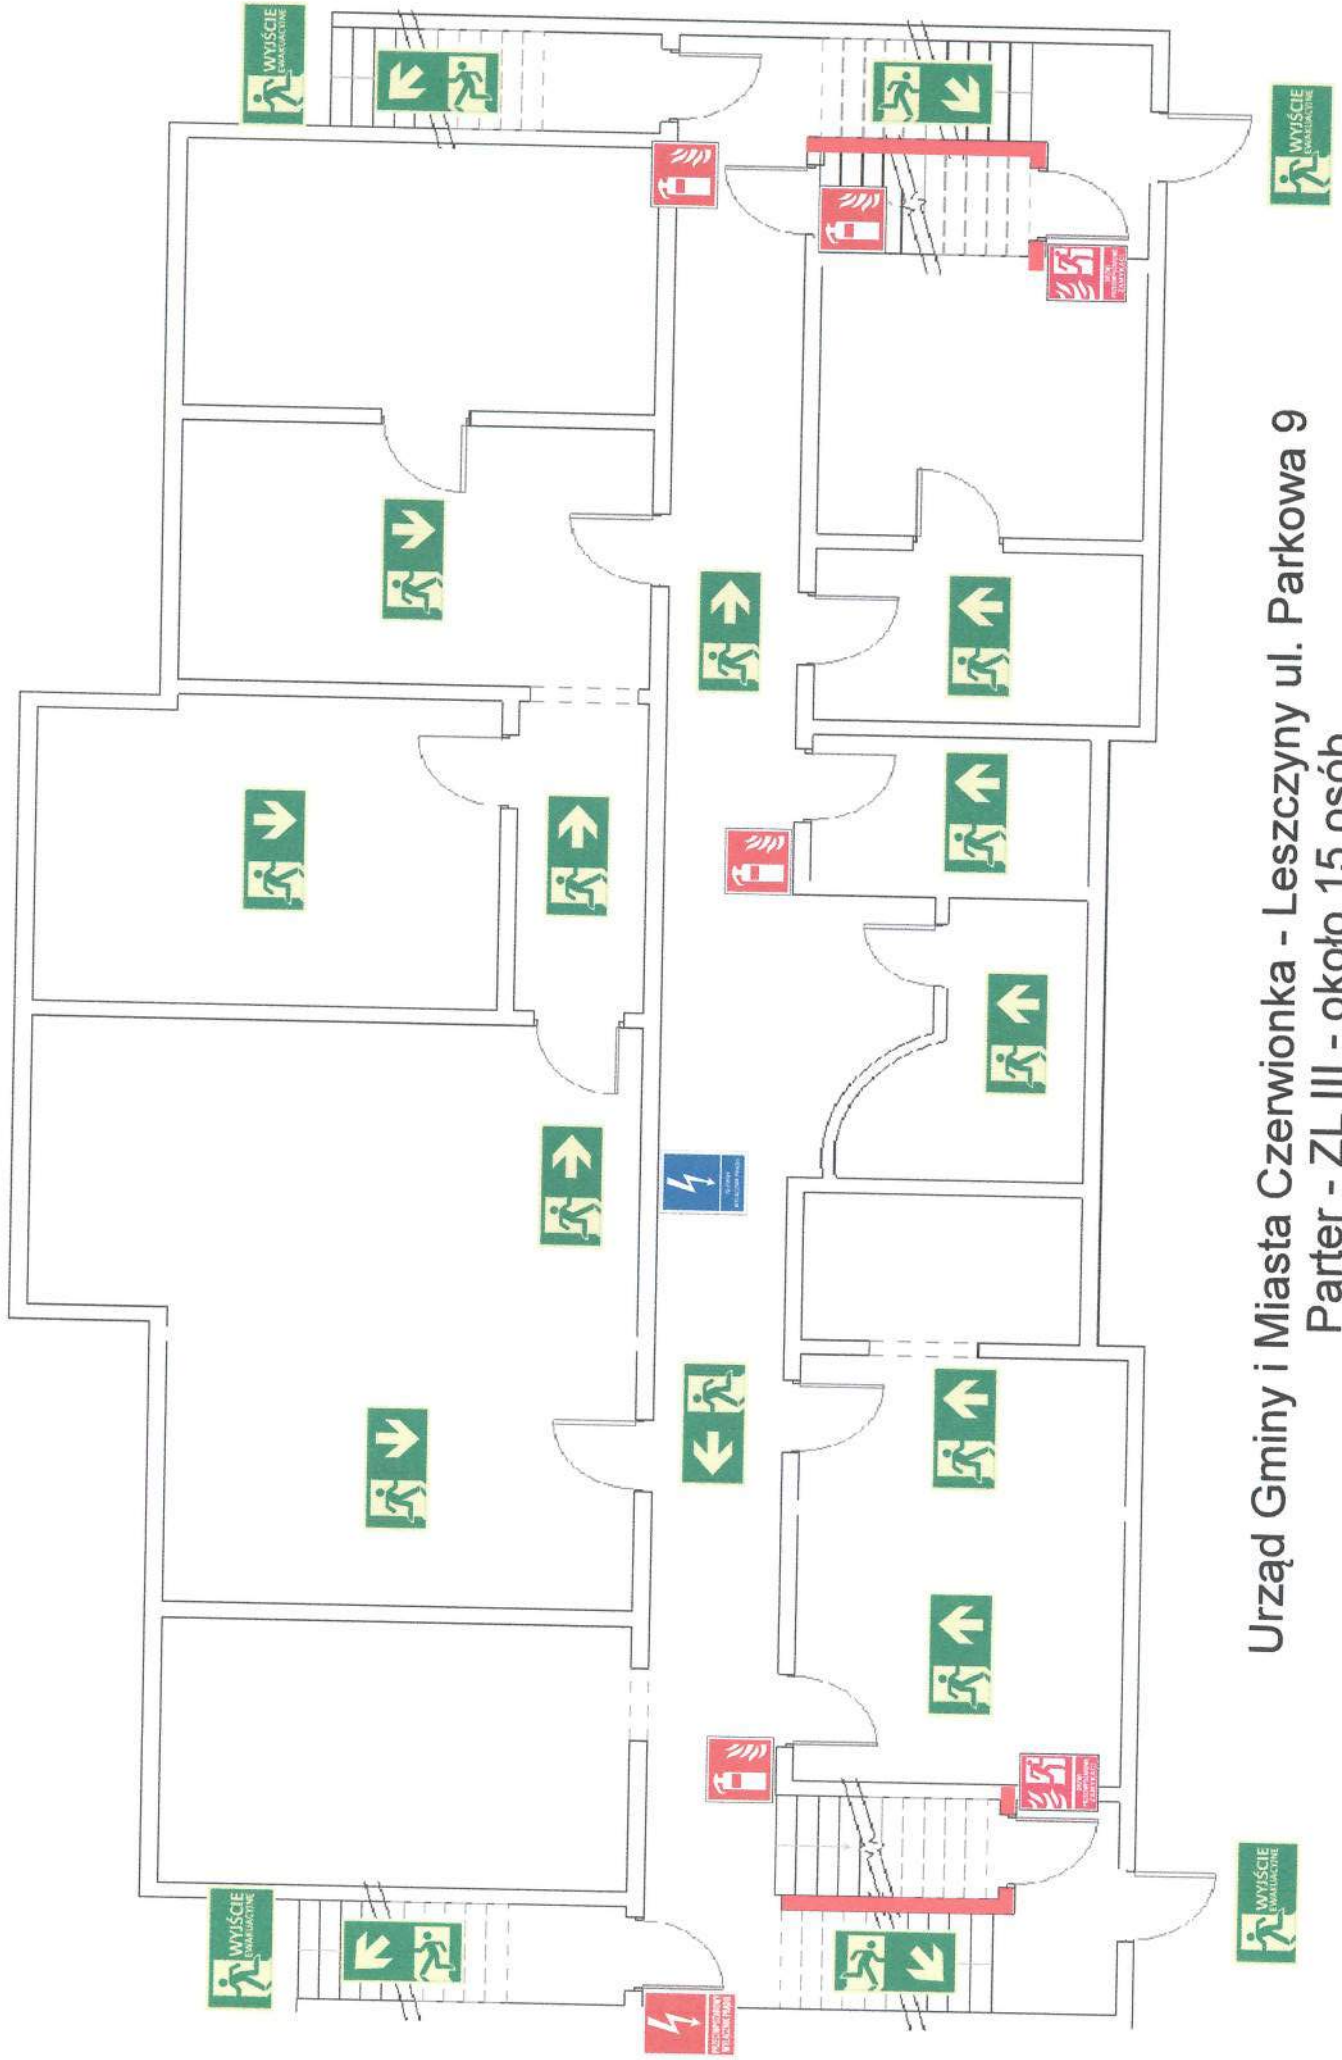 WYJŚCIE
EWAKUACYJNE
WYJŚCIE
EWAKUACYJNE
WYJŚCIE
EWAKUACYJNE
WYJŚCIE
EWAKUACYJNE
Urząd Gminy i Miasta Czerwionka - Leszczyny ul. Parkowa 9
Parter - ZL III - około 15 osób